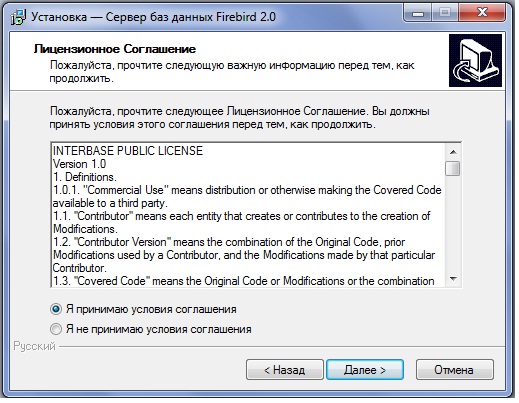 Установка — Сервер баз данных Firebird 2.0
Лицензионное Соглашение
Пожалуйста, прочтите следующую важную информацию перед тем, как
продолжить.
Пожалуйста, прочтите следующее Лицензионное Соглашение. Вы должны
принять условия этого соглашения перед тем, как продолжить.
INTERBASE PUBLIC LICENSE
Version 1.0
1. Definitions.
1.0.1. "Commercial Use" means distribution or otherwise making the Covered Code
available to a third party.
1.1. "Contributor" means each entity that creates or contributes to the creation of
Modifications.
1.2. "Contributor Version" means the combination of the Original Code, prior
Modifications used by a Contributor, and the Modifications made by that particular
Contributor.
1.3. "Covered Code" means the Original Code or Modifications or the combination
Я принимаю условия соглашения
Я не принимаю условия соглашения
Русский
< Назад
Далее >
Отмена